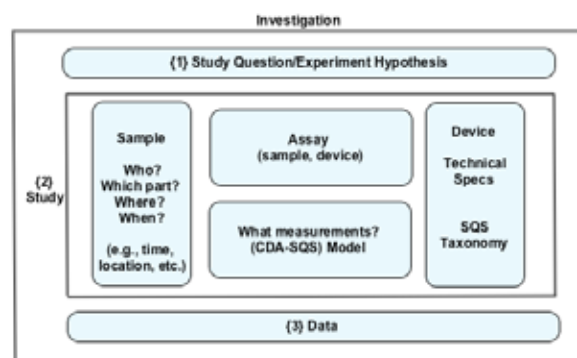 Investigation
{1} Study Question/Experiment Hypothesis
{2}
Study
Sample
Who?
Which part?
Where?
When?
(e.g., time,
location, etc.)
Assay
(sample, device)
What measurements?
(CDA-SQS) Model
Device
Technical
Specs
SQS
Taxonomy
{3} Data